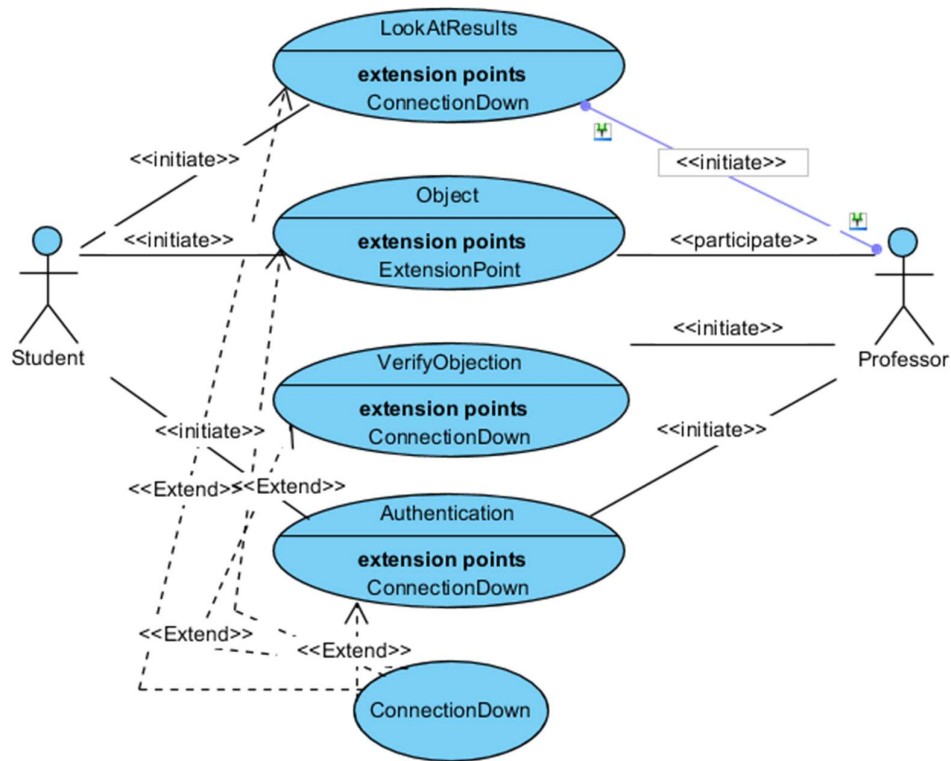 LookAtResults
extension points
ConnectionDown
<<initiate>>
<<initiate>>
Object
extension points
ExtensionPoint
<<initiate>>
<<participate>>
Student
Professor
<<initiate>>
VerifyObjection
extension points
ConnectionDown
<<initiate>>
<<initiate>>
<<Extend>>
<<Extend>>
Authentication
extension points
ConnectionDown
<<Extend>>
<<Extend>>
ConnectionDown